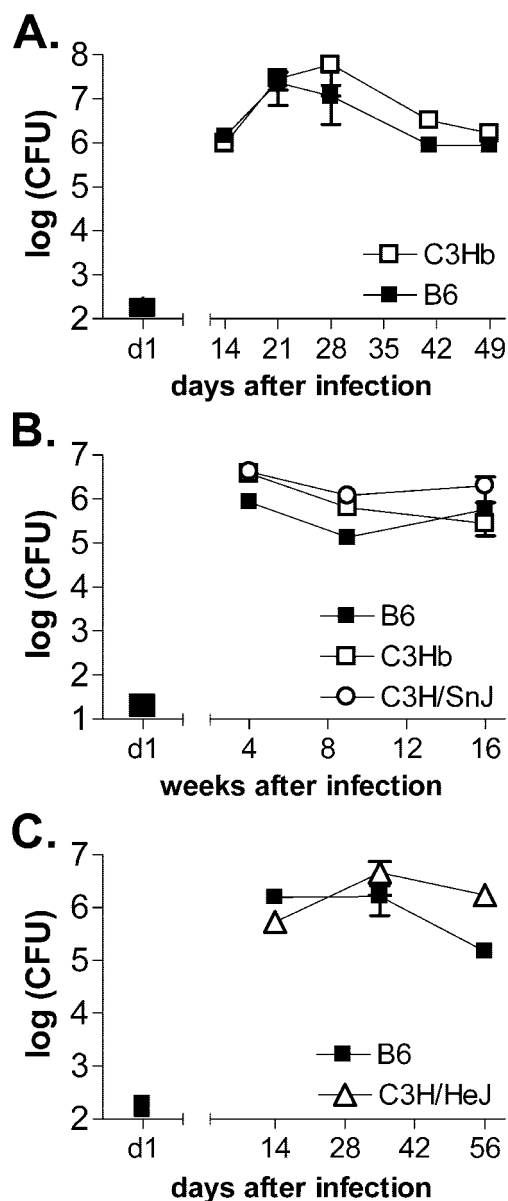 A.
log (CFU)
8
7
6
5
4
3
2
C3Hb
B6
d1
14 21 28 35 42 49
days after infection
B.
log (CFU)
7
6
5
4
3
2
1
B6
C3Hb
C3H/SnJ
d1
4 8 12 16
weeks after infection
C.
log (CFU)
7
6
5
4
3
2
B6
C3H/HeJ
d1
14 28 42 56
days after infection